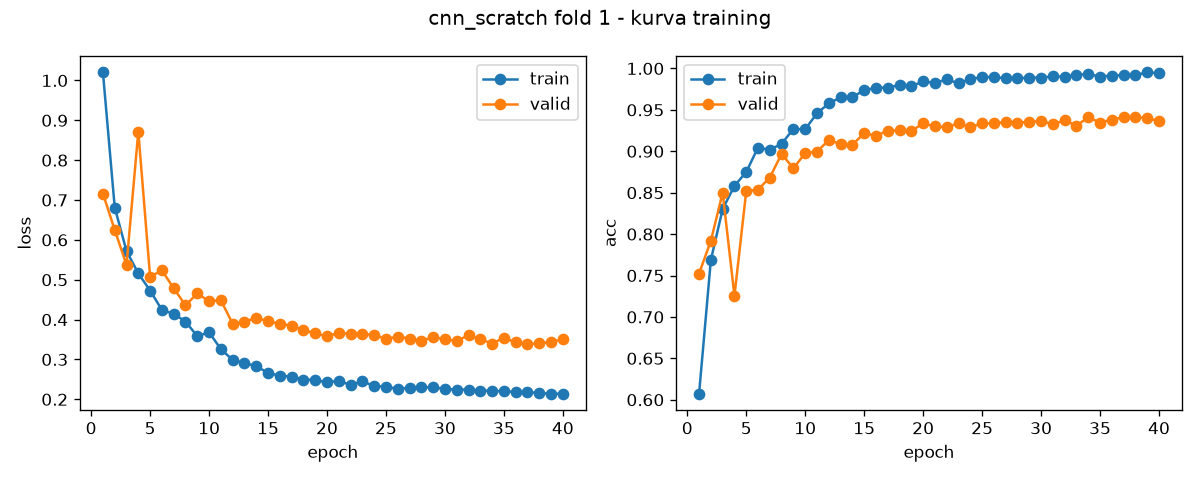 cnn_scratch fold 1 - kurva training
train
valid
1.0
0.9
0.8
0.7
0.6
0.5
0.4
0.3
0.2
loss
0 5 10 15 20 25 30 35 40
epoch
train
valid
1.00
0.95
0.90
0.85
0.80
0.75
0.70
0.65
0.60
acc
0 5 10 15 20 25 30 35 40
epoch